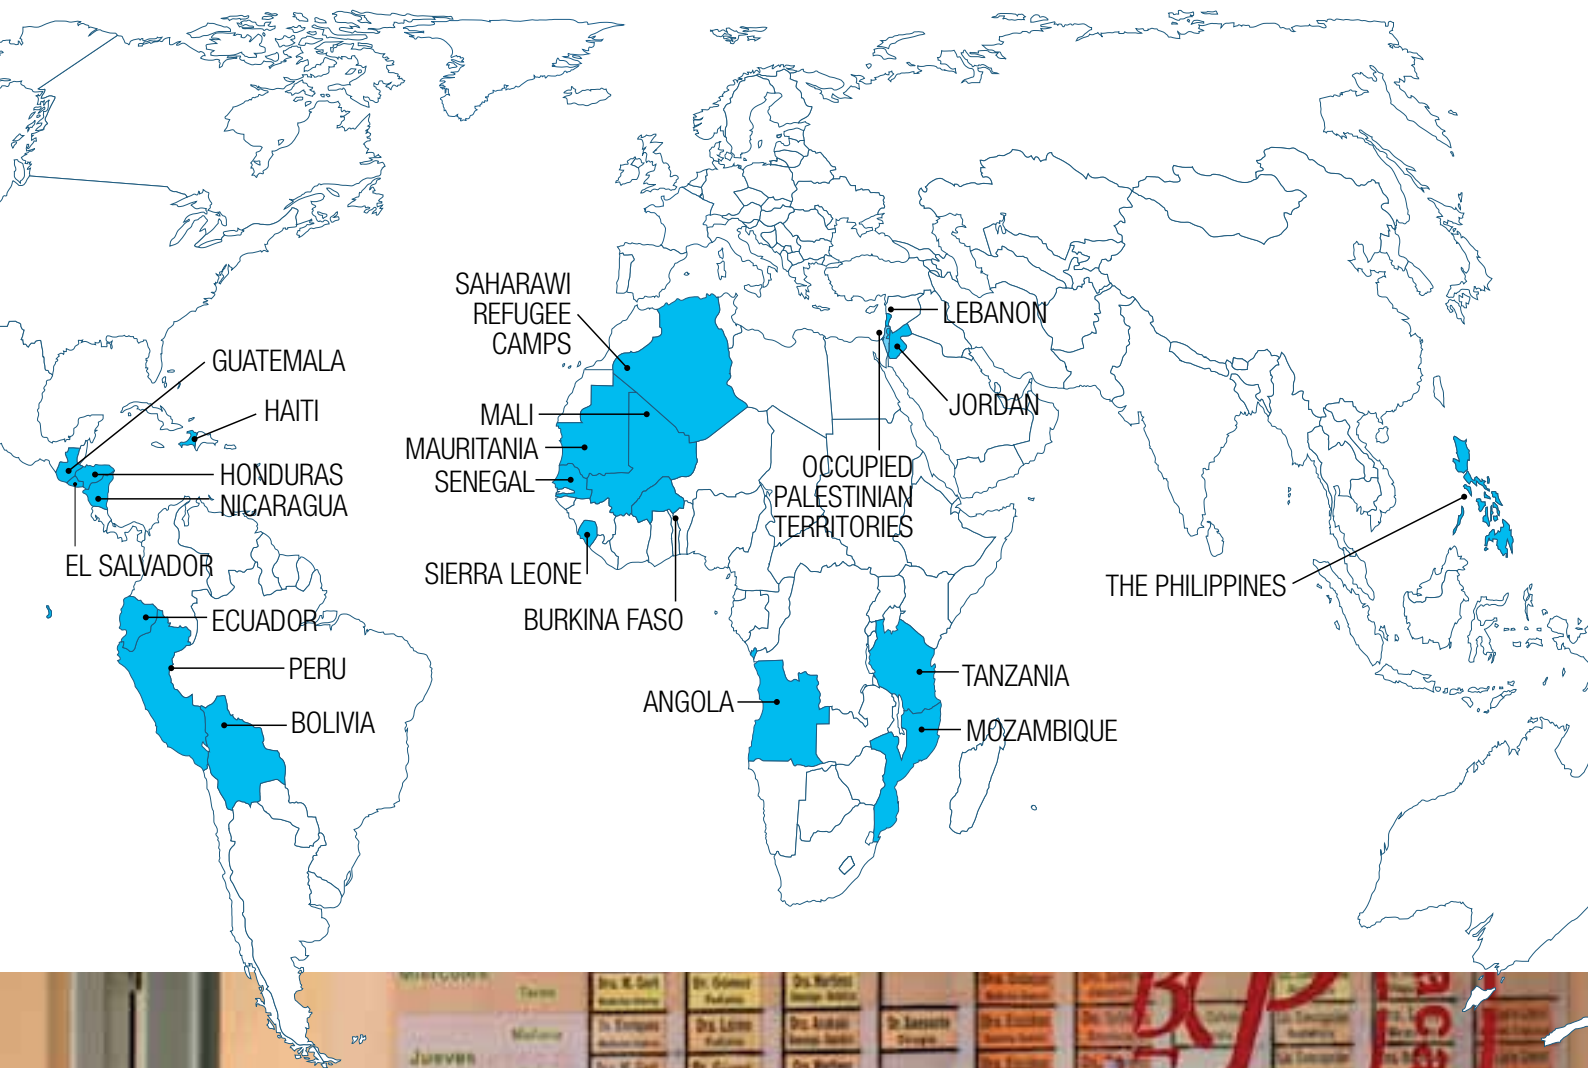 SAHARAWI
REFUGEE
CAMPS
LEBANON
GUATEMALA
JORDAN
HAITI
MALI
MAURITANIA
SENEGAL
OCCUPIED
PALESTINIAN
TERRITORIES
HONDURAS
NICARAGUA
EL SALVADOR
SIERRA LEONE
BURKINA FASO
THE PHILIPPINES
ECUADOR
PERU
BOLIVIA
ANGOLA
TANZANIA
MOZAMBIQUE
Jueves